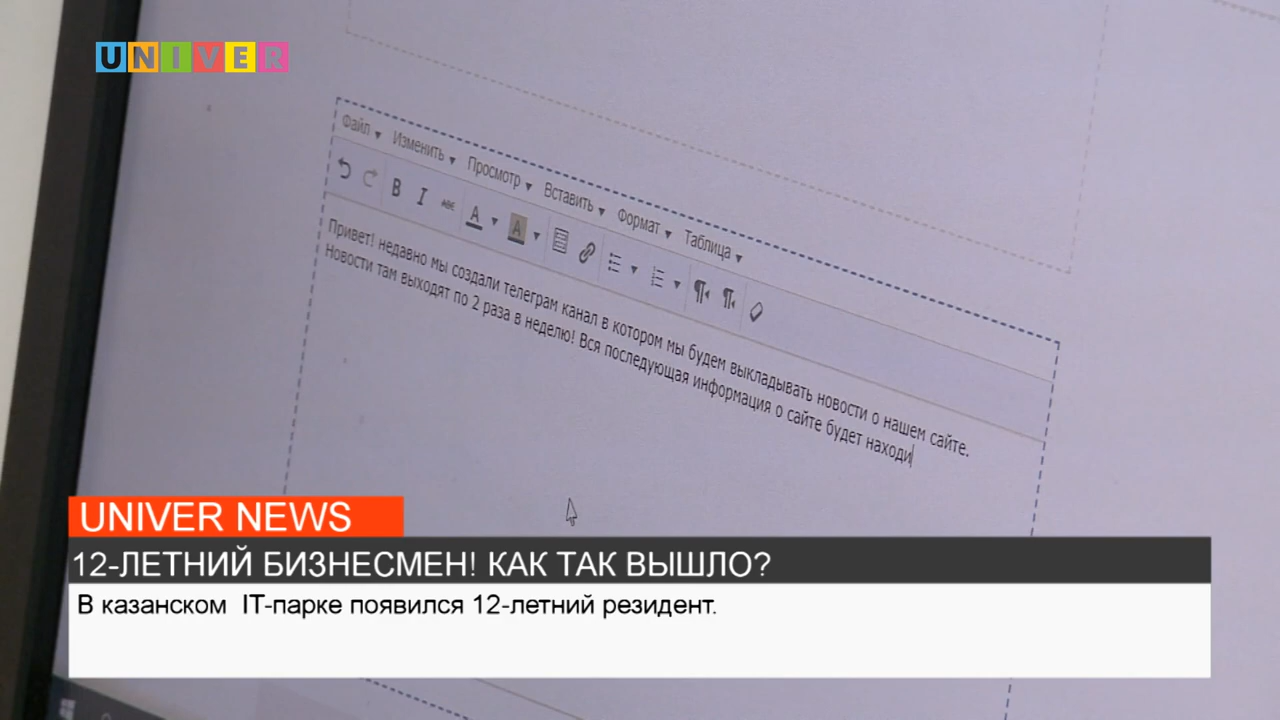 UNIVER
Файл Изменить Просмотр Вставить Формат Таблица
B I ABC A A
Привет! недавно мы создали телеграм канал в котором мы будем выкладывать новости о нашем сайте.
Новости там выходят по 2 раза в неделю! Вся последующая информация о сайте будет находи
UNIVER NEWS
12-ЛЕТНИЙ БИЗНЕСМЕН! КАК ТАК ВЫШЛО?
В казанском IT-парке появился 12-летний резидент.